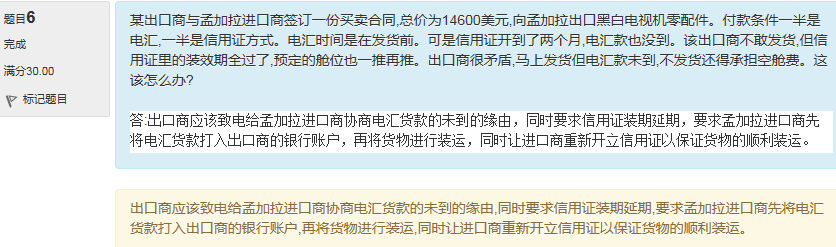 题目6
完成
满分30.00
标记题目
某出口商与孟加拉进口商签订一份买卖合同,总价为14600美元,向孟加拉出口黑白电视机零配件。付款条件一半是
电汇,一半是信用证方式。电汇时间是在发货前。可是信用证开到了两个月,电汇款也没到。该出口商不敢发货,但信
用证里的装效期全过了,预定的舱位也一推再推。出口商很矛盾,马上发货但电汇款未到,不发货还得承担空舱费。这
该怎么办?
答:出口商应该致电给孟加拉进口商协商电汇货款的未到的缘由，同时要求信用证装期延期，要求孟加拉进口商先
将电汇货款打入出口商的银行账户，再将货物进行装运，同时让进口商重新开立信用证以保证货物的顺利装运。
出口商应该致电给孟加拉进口商协商电汇货款的未到的缘由,同时要求信用证装期延期,要求孟加拉进口商先将电汇
货款打入出口商的银行账户,再将货物进行装运,同时让进口商重新开立信用证以保证货物的顺利装运。